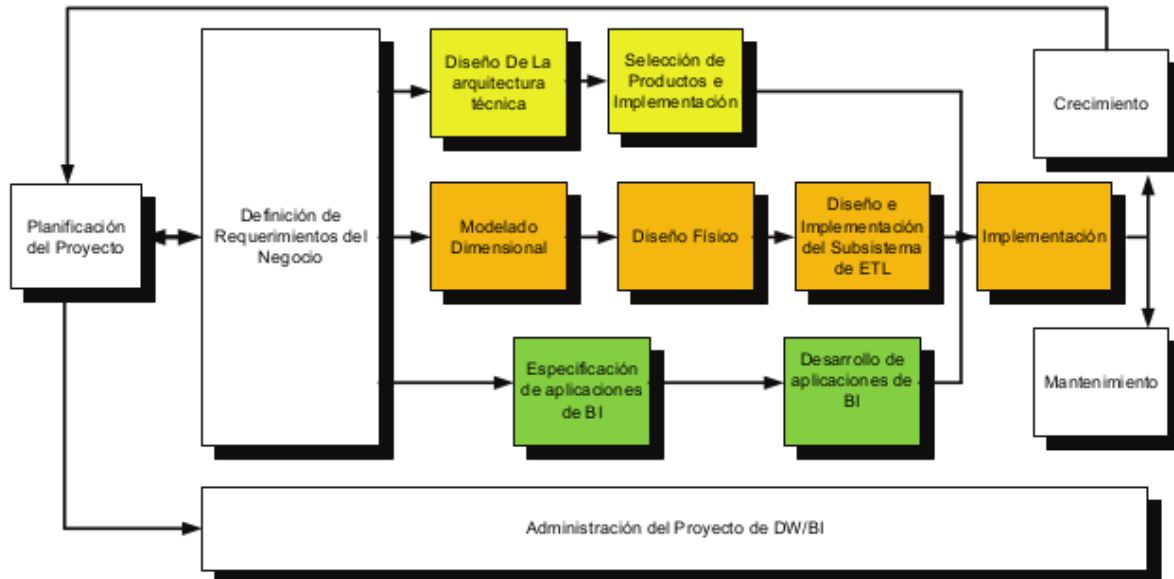 Diseño De La
arquitectura
técnica
Selección de
Productos e
Implementación
Crecimiento
Planificación
del Proyecto
Definición de
Requerimientos del
Negocio
Modelado
Dimensional
Diseño Físico
Diseño e
Implementación
del Subsistema
de ETL
Implementación
Especificación
de aplicaciones
de BI
Desarrollo de
aplicaciones de
BI
Mantenimiento
Administración del Proyecto de DW/BI